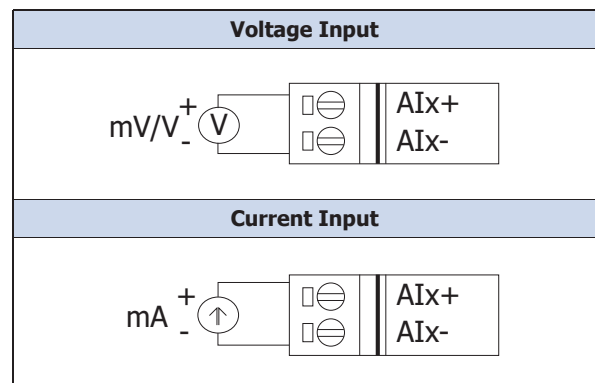 Voltage Input
+
mV/V V
-
AIx+
AIx-
Current Input
+
mA
-
AIx+
AIx-